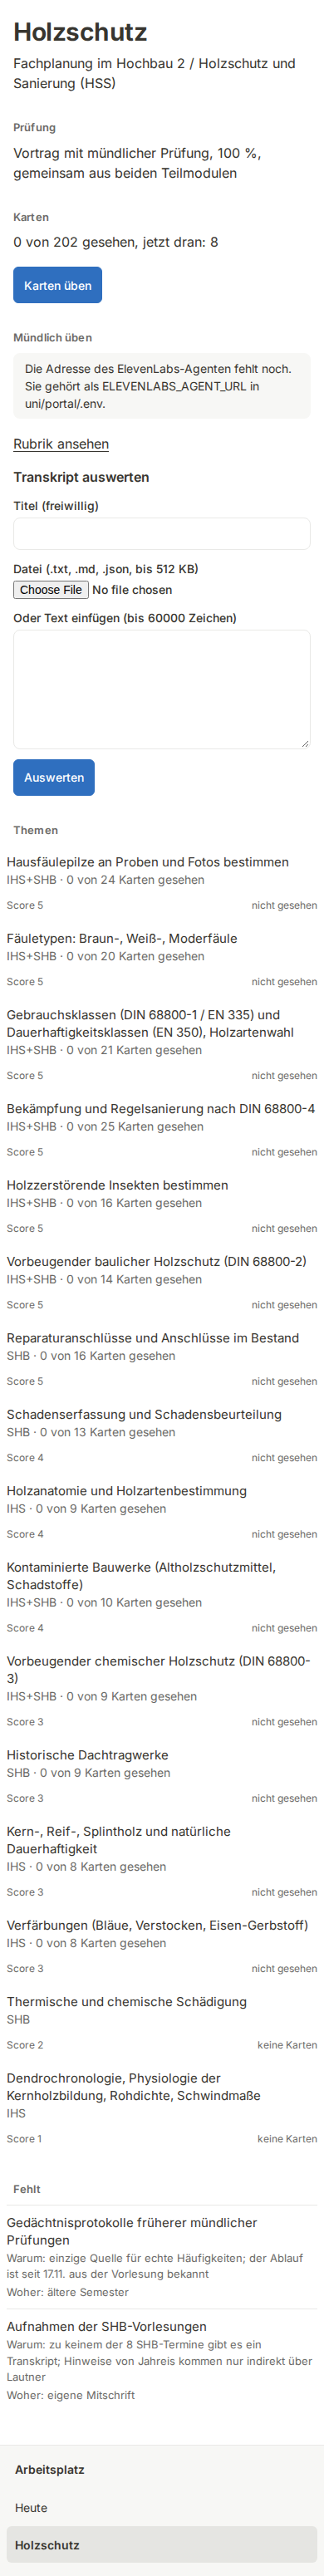 Holzschutz
Fachplanung im Hochbau 2 / Holzschutz und
Sanierung (HSS)
Prüfung
Vortrag mit mündlicher Prüfung, 100 %,
gemeinsam aus beiden Teilmodulen
Karten
0 von 202 gesehen, jetzt dran: 8
Karten üben
Mündlich üben
Die Adresse des ElevenLabs-Agenten fehlt noch.
Sie gehört als ELEVENLABS_AGENT_URL in
uni/portal/.env.
Rubrik ansehen
Transkript auswerten
Titel (freiwillig)
Datei (.txt, .md, .json, bis 512 KB)
Choose File No file chosen
Oder Text einfügen (bis 60000 Zeichen)
Auswerten
Themen
Hausfäulepilze an Proben und Fotos bestimmen
IHS+SHB · 0 von 24 Karten gesehen
Score 5 nicht gesehen
Fäuletypen: Braun-, Weiß-, Moderfäule
IHS+SHB · 0 von 20 Karten gesehen
Score 5 nicht gesehen
Gebrauchsklassen (DIN 68800-1 / EN 335) und
Dauerhaftigkeitsklassen (EN 350), Holzartenwahl
IHS+SHB · 0 von 21 Karten gesehen
Score 5 nicht gesehen
Bekämpfung und Regelsanierung nach DIN 68800-4
IHS+SHB · 0 von 25 Karten gesehen
Score 5 nicht gesehen
Holzzerstörende Insekten bestimmen
IHS+SHB · 0 von 16 Karten gesehen
Score 5 nicht gesehen
Vorbeugender baulicher Holzschutz (DIN 68800-2)
IHS+SHB · 0 von 14 Karten gesehen
Score 5 nicht gesehen
Reparaturanschlüsse und Anschlüsse im Bestand
SHB · 0 von 16 Karten gesehen
Score 5 nicht gesehen
Schadenserfassung und Schadensbeurteilung
SHB · 0 von 13 Karten gesehen
Score 4 nicht gesehen
Holzanatomie und Holzartenbestimmung
IHS · 0 von 9 Karten gesehen
Score 4 nicht gesehen
Kontaminierte Bauwerke (Altholzschutzmittel,
Schadstoffe)
IHS+SHB · 0 von 10 Karten gesehen
Score 4 nicht gesehen
Vorbeugender chemischer Holzschutz (DIN 68800-
3)
IHS+SHB · 0 von 9 Karten gesehen
Score 3 nicht gesehen
Historische Dachtragwerke
SHB · 0 von 9 Karten gesehen
Score 3 nicht gesehen
Kern-, Reif-, Splintholz und natürliche
Dauerhaftigkeit
IHS · 0 von 8 Karten gesehen
Score 3 nicht gesehen
Verfärbungen (Bläue, Verstocken, Eisen-Gerbstoff)
IHS · 0 von 8 Karten gesehen
Score 3 nicht gesehen
Thermische und chemische Schädigung
SHB
Score 2 keine Karten
Dendrochronologie, Physiologie der
Kernholzbildung, Rohdichte, Schwindmaße
IHS
Score 1 keine Karten
Fehlt
Gedächtnisprotokolle früherer mündlicher
Prüfungen
Warum: einzige Quelle für echte Häufigkeiten; der Ablauf
ist seit 17.11. aus der Vorlesung bekannt
Woher: ältere Semester
Aufnahmen der SHB-Vorlesungen
Warum: zu keinem der 8 SHB-Termine gibt es ein
Transkript; Hinweise von Jahreis kommen nur indirekt über
Lautner
Woher: eigene Mitschrift
Arbeitsplatz
Heute
Holzschutz